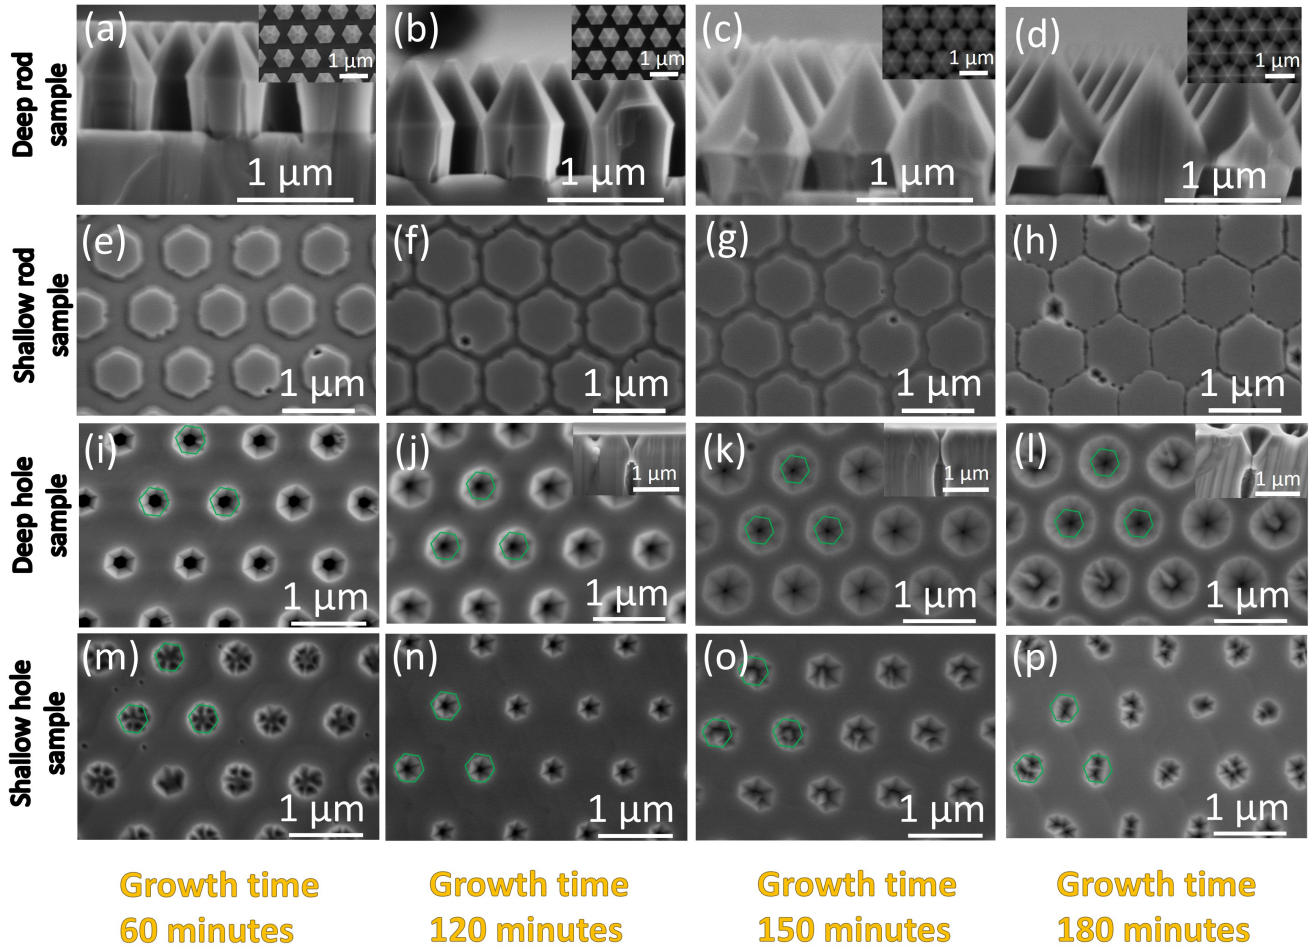 Deep rod
sample
(a)
1 μm
1 μm
(b)
1 μm
1 μm
(c)
1 μm
1 μm
(d)
1 μm
1 μm
Shallow rod
sample
(e)
1 μm
(f)
1 μm
(g)
1 μm
(h)
1 μm
Deep hole
sample
(i)
1 μm
(j)
1 μm
1 μm
(k)
1 μm
1 μm
(l)
1 μm
1 μm
Shallow hole
sample
(m)
1 μm
(n)
1 μm
(o)
1 μm
(p)
1 μm
Growth time
60 minutes
Growth time
120 minutes
Growth time
150 minutes
Growth time
180 minutes